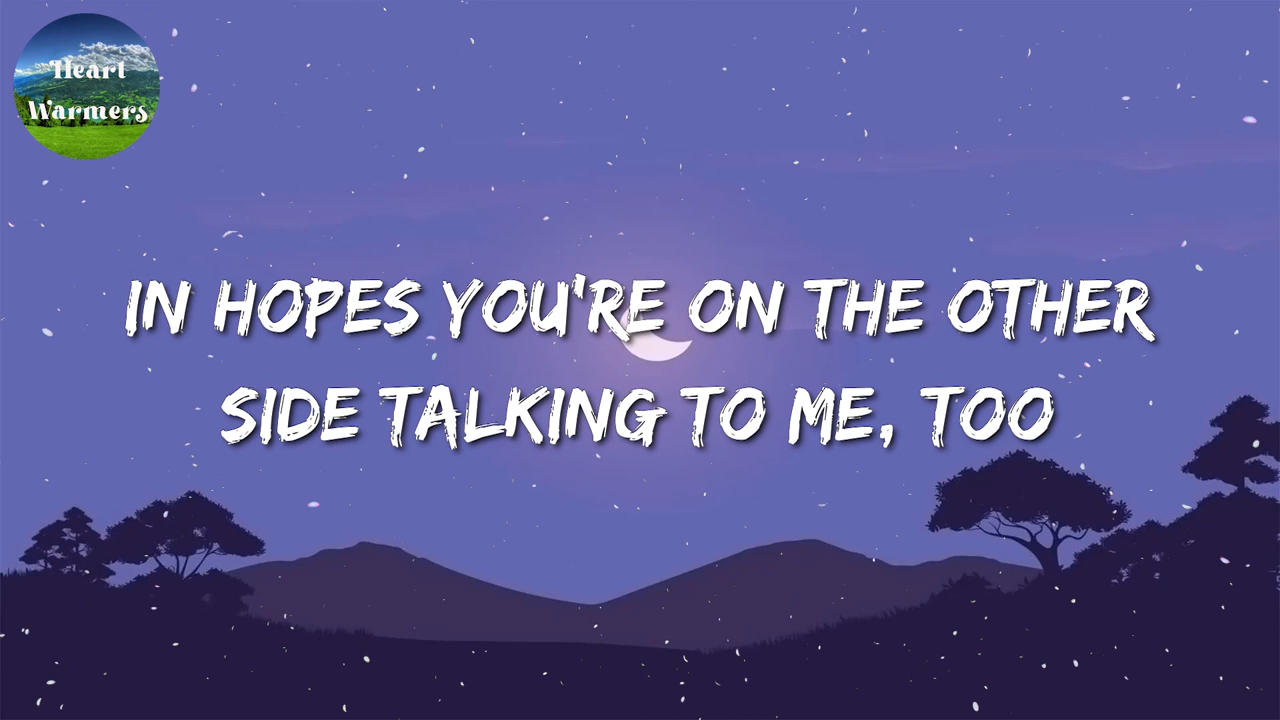 Heart
Warmers
IN HOPES YOU'RE ON THE OTHER
SIDE TALKING TO ME, TOO